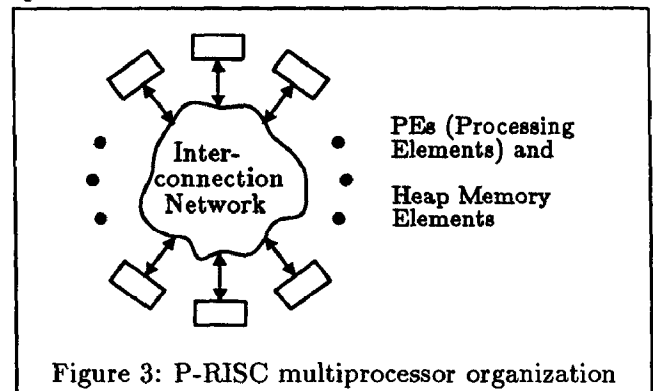 Inter-
connection
Network
PEs (Processing
Elements) and
Heap Memory
Elements
Figure 3: P-RISC multiprocessor organization